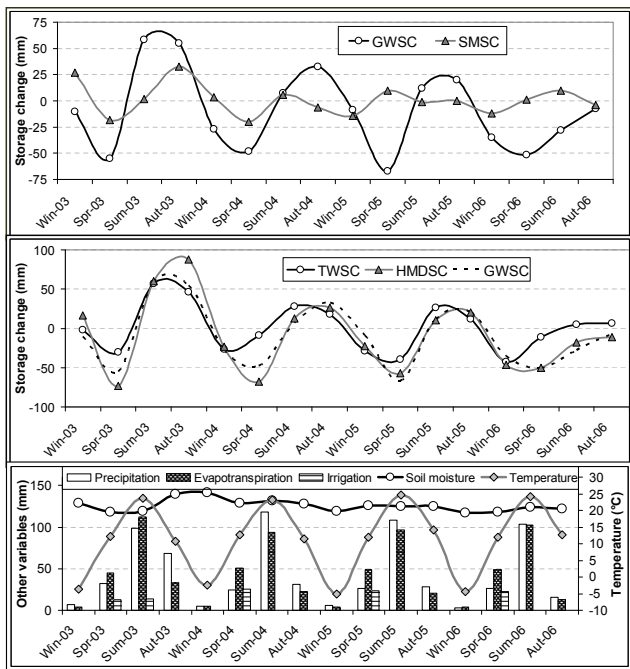 Storage change (mm)
75
50
25
0
-25
-50
-75
GWSC SMSC
Win-03 Spr-03 Sum-03 Aut-03 Win-04 Spr-04 Sum-04 Aut-04 Win-05 Spr-05 Sum-05 Aut-05 Win-06 Spr-06 Sum-06 Aut-06
Storage change (mm)
100
50
0
-50
-100
TWSC HMDSC GWSC
Win-03 Spr-03 Sum-03 Aut-03 Win-04 Spr-04 Sum-04 Aut-04 Win-05 Spr-05 Sum-05 Aut-05 Win-06 Spr-06 Sum-06 Aut-06
Precipitation Evapotranspiration Irrigation Soil moisture Temperature
Other variables (mm)
150
100
50
0
30
25
20
15
10
5
0
-5
-10
Temperature (°C)
Win-03 Spr-03 Sum-03 Aut-03 Win-04 Spr-04 Sum-04 Aut-04 Win-05 Spr-05 Sum-05 Aut-05 Win-06 Spr-06 Sum-06 Aut-06